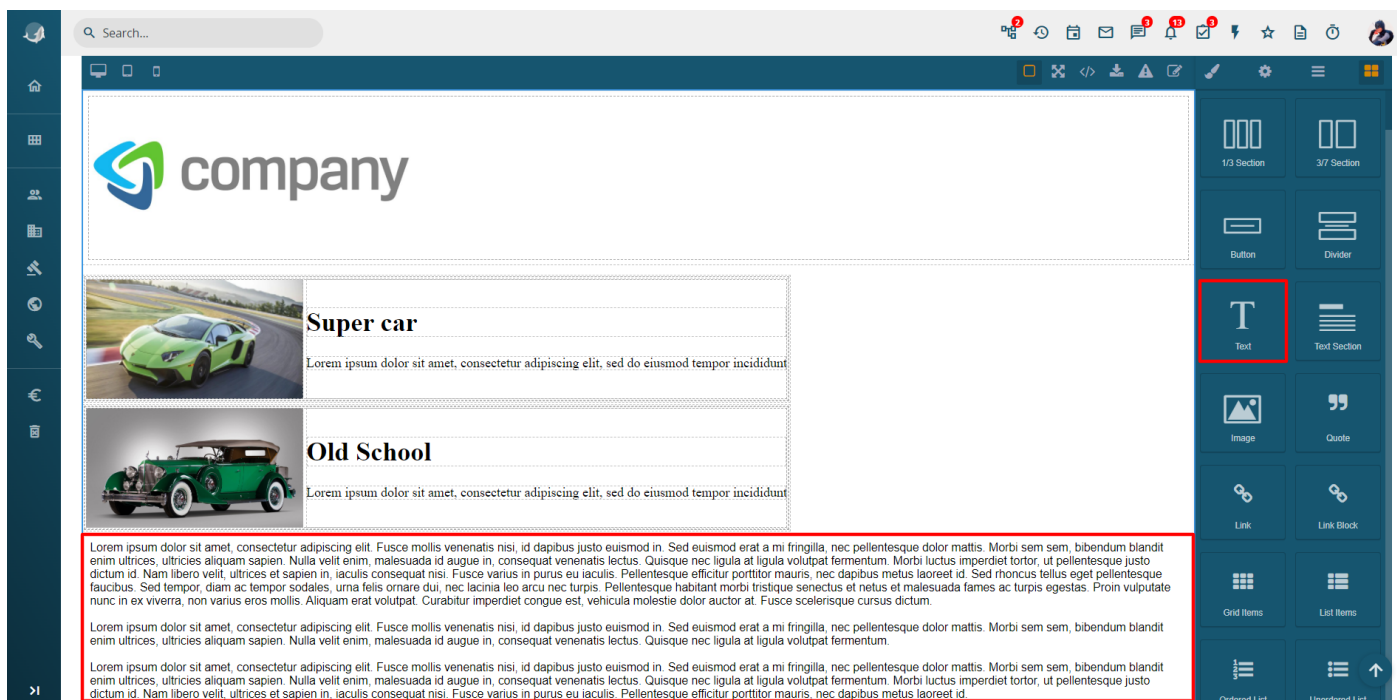 Search...
2
3
13
3
company
Super car
Lorem ipsum dolor sit amet, consectetur adipiscing elit, sed do eiusmod tempor incididunt
Old School
Lorem ipsum dolor sit amet, consectetur adipiscing elit, sed do eiusmod tempor incididunt
Lorem ipsum dolor sit amet, consectetur adipiscing elit. Fusce mollis venenatis nisi, id dapibus justo euismod in. Sed euismod erat a mi fringilla, nec pellentesque dolor mattis. Morbi sem sem, bibendum blandit
enim ultrices, ultricies aliquam sapien. Nulla velit enim, malesuada id augue in, consequat venenatis lectus. Quisque nec ligula at ligula volutpat fermentum. Morbi luctus imperdiet tortor, ut pellentesque justo
dictum id. Nam libero velit, ultrices et sapien in, iaculis consequat nisi. Fusce varius in purus eu iaculis. Pellentesque efficitur porttitor mauris, nec dapibus metus laoreet id. Sed rhoncus tellus eget pellentesque
faucibus. Sed tempor, diam ac tempor sodales, urna felis ornare dui, nec lacinia leo arcu nec turpis. Pellentesque habitant morbi tristique senectus et netus et malesuada fames ac turpis egestas. Proin vulputate
nunc in ex viverra, non varius eros mollis. Aliquam erat volutpat. Curabitur imperdiet congue est, vehicula molestie dolor auctor at. Fusce scelerisque cursus dictum.
Lorem ipsum dolor sit amet, consectetur adipiscing elit. Fusce mollis venenatis nisi, id dapibus justo euismod in. Sed euismod erat a mi fringilla, nec pellentesque dolor mattis. Morbi sem sem, bibendum blandit
enim ultrices, ultricies aliquam sapien. Nulla velit enim, malesuada id augue in, consequat venenatis lectus. Quisque nec ligula at ligula volutpat fermentum.
Lorem ipsum dolor sit amet, consectetur adipiscing elit. Fusce mollis venenatis nisi, id dapibus justo euismod in. Sed euismod erat a mi fringilla, nec pellentesque dolor mattis. Morbi sem sem, bibendum blandit
enim ultrices, ultricies aliquam sapien. Nulla velit enim, malesuada id augue in, consequat venenatis lectus. Quisque nec ligula at ligula volutpat fermentum. Morbi luctus imperdiet tortor, ut pellentesque justo
dictum id. Nam libero velit, ultrices et sapien in, iaculis consequat nisi. Fusce varius in purus eu iaculis. Pellentesque efficitur porttitor mauris, nec dapibus metus laoreet id.
1/3 Section
3/7 Section
Button
Divider
T
Text
Text Section
Image
Quote
Link
Link Block
Grid Items
List Items
Ordered List
Unordered List